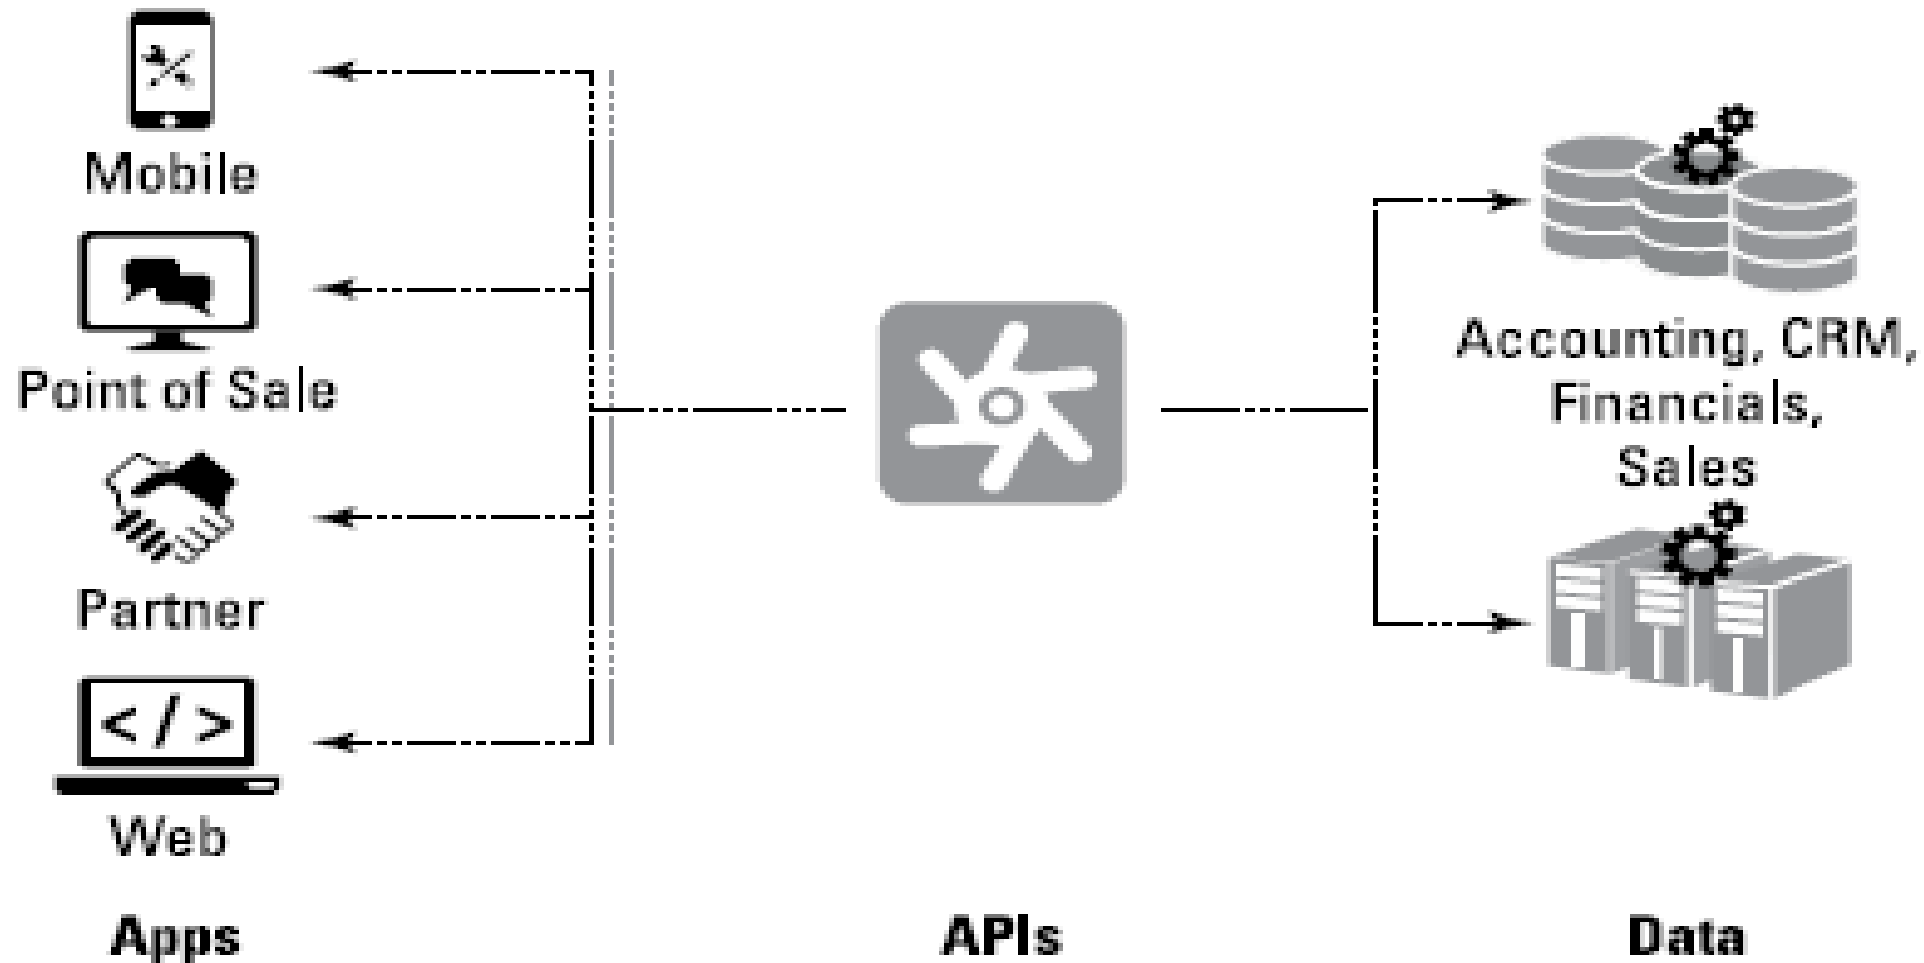 Mobile
Point of Sale
Partner
</>
Web
Apps
APIs
Accounting, CRM,
Financials,
Sales
Data